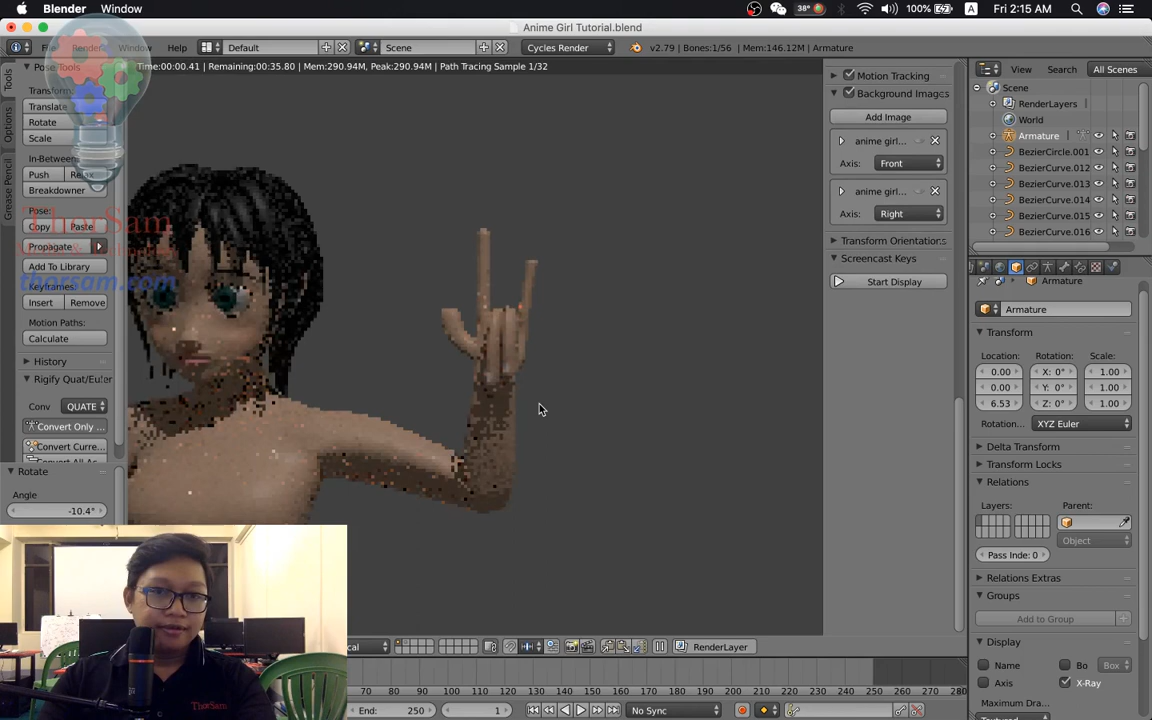 Blender Window 38° 100% A Fri 2:15 AM
Anime Girl Tutorial.blend
Window Help Default Scene Cycles Render v2.79 | Bones:1/56 | Mem:146.12M | Armature
Pose Tools Time:00:00.41 | Remaining:00:35.80 | Mem:290.94M, Peak:290.94M | Path Tracing Sample 1/32
Tools
Options
Grease Pencil
Transform:
Translate
Rotate
Scale
In-Between:
Push
Breakdowner
Pose:
Copy Paste
Propagate
Add To Library
ThorSam
thorsam.com
Keyframes:
Insert Remove
Motion Paths:
Calculate
History
Rigify Quat/Euler
Conv QUATE
Convert Only ...
Convert Curre...
Rotate
Angle
-10.4°
Motion Tracking
Background Images
Add Image
anime girl...
Axis: Front
anime girl...
Axis: Right
Transform Orientations
Screencast Keys
Start Display
View Search All Scenes
Scene
RenderLayers
World
Armature
BezierCircle.001
BezierCurve.012
BezierCurve.013
BezierCurve.014
BezierCurve.015
BezierCurve.016
Armature
Armature
Transform
Location: Rotation: Scale:
0.00 X: 0° 1.00
0.00 Y: 0° 1.00
6.53 Z: 0° 1.00
Rotation... XYZ Euler
Delta Transform
Transform Locks
Relations
Layers: Parent:
Object
Pass Inde: 0
Relations Extras
Groups
Add to Group
Display
Name Bo Box
Axis X-Ray
Maximum Dra...
ThorSam
RenderLayer
70 80 90 100 110 120 130 140 150 160 170 180 190 200 210 220 230 240 250 260 270 280
End: 250 1 No Sync